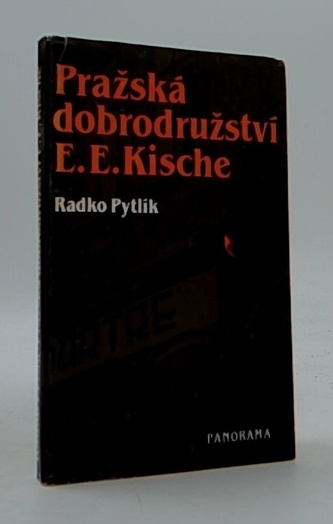 Pražská
dobrodružství
E.E.Kische
Radko Pytlík
PANORAMA